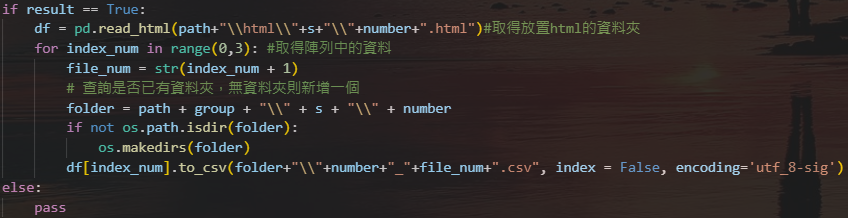 if result == True:
    df = pd.read_html(path+"\\html\\"+s+"\\"+number+".html")#取得放置html的資料夾
    for index_num in range(0,3): #取得陣列中的資料
        file_num = str(index_num + 1)
        # 查詢是否已有資料夾，無資料夾則新增一個
        folder = path + group + "\\" + s + "\\" + number
        if not os.path.isdir(folder):
            os.makedirs(folder)
        df[index_num].to_csv(folder+"\\"+number+"_"+file_num+".csv", index = False, encoding='utf_8-sig')
else:
    pass